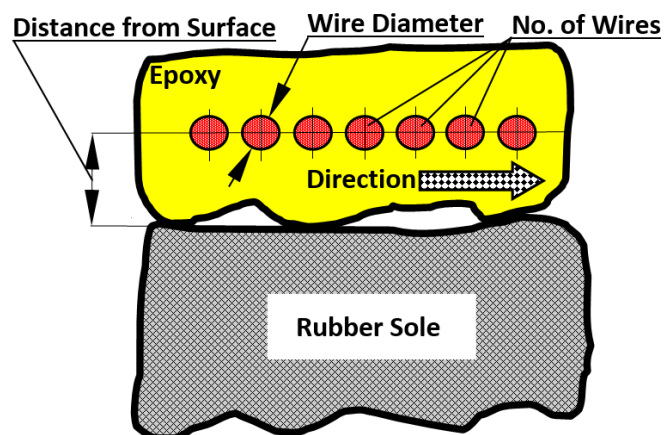 Distance from Surface
Wire Diameter
No. of Wires
Epoxy
Direction
Rubber Sole